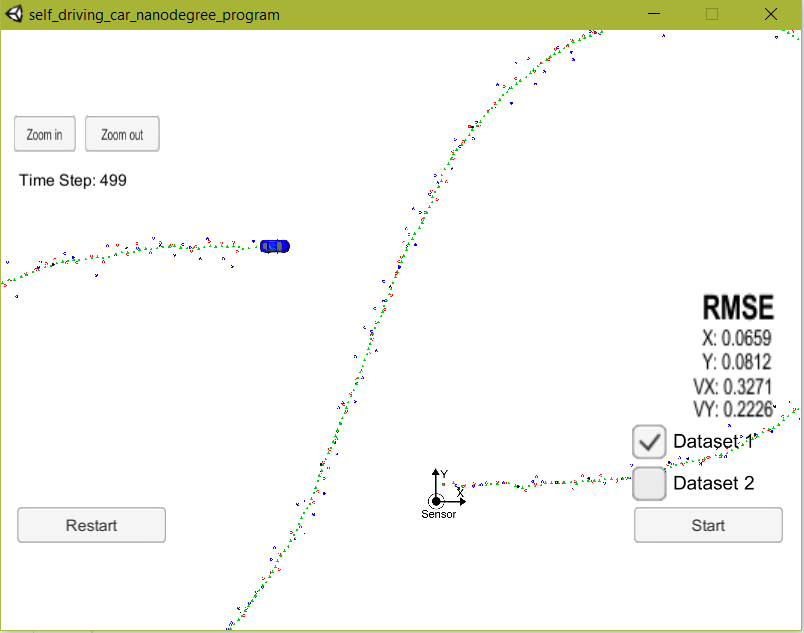 self_driving_car_nanodegree_program
Zoom in
Zoom out
Time Step: 499
RMSE
X: 0.0659
Y: 0.0812
VX: 0.3271
VY: 0.2226
Dataset 1
Dataset 2
Y
X
Sensor
Restart
Start